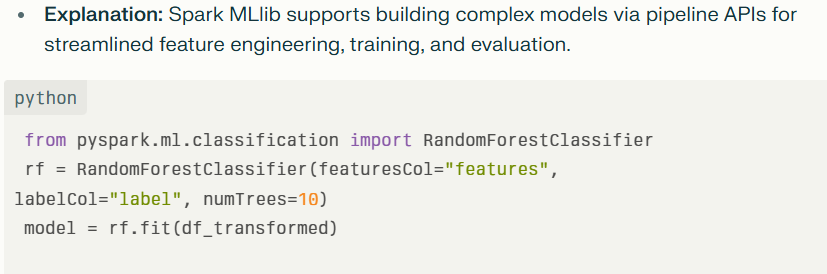 • Explanation: Spark MLlib supports building complex models via pipeline APIs for
streamlined feature engineering, training, and evaluation.
python
from pyspark.ml.classification import RandomForestClassifier
rf = RandomForestClassifier(featuresCol="features",
labelCol="label", numTrees=10)
model = rf.fit(df_transformed)